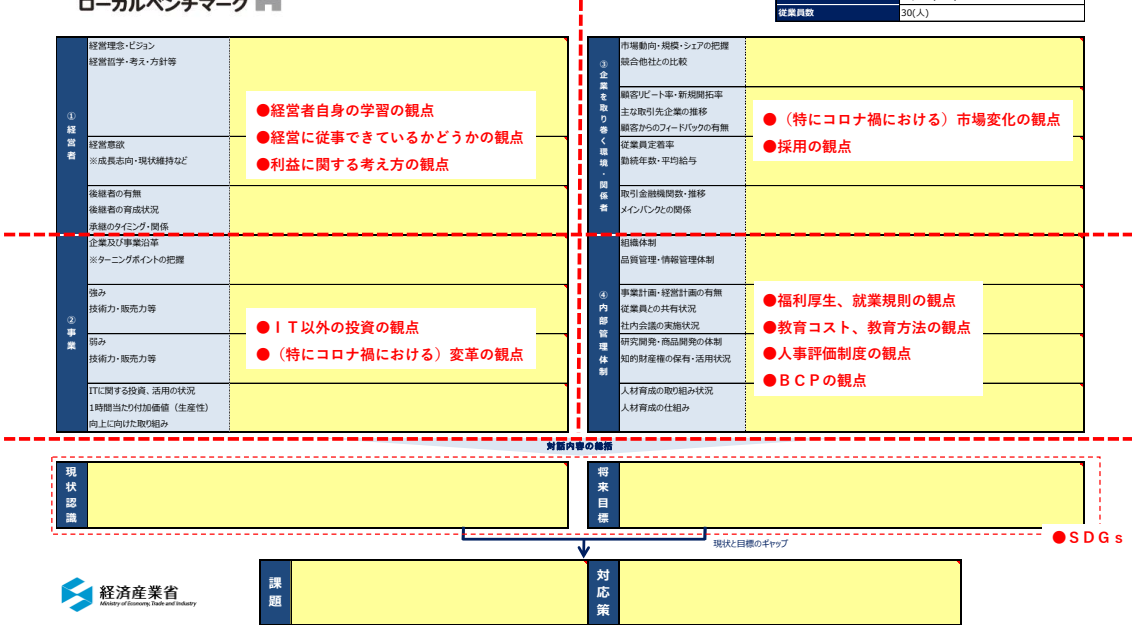 ローカルベンチマーク
従業員数
30(人)
①経営者
経営理念・ビジョン
経営哲学・考え・方針等
経営意欲
※成長志向・現状維持など
後継者の有無
後継者の育成状況
承継のタイミング・関係
●経営者自身の学習の観点
●経営に従事できているかどうかの観点
●利益に関する考え方の観点
③企業を取り巻く環境・関係者
市場動向・規模・シェアの把握
競合他社との比較
顧客リピート率・新規開拓率
主な取引先企業の推移
顧客からのフィードバックの有無
従業員定着率
勤続年数・平均給与
取引金融機関数・推移
メインバンクとの関係
●（特にコロナ禍における）市場変化の観点
●採用の観点
②事業
企業及び事業沿革
※ターニングポイントの把握
強み
技術力・販売力等
弱み
技術力・販売力等
ITに関する投資、活用の状況
1時間当たり付加価値（生産性）
向上に向けた取り組み
●ＩＴ以外の投資の観点
●（特にコロナ禍における）変革の観点
④内部管理体制
組織体制
品質管理・情報管理体制
事業計画・経営計画の有無
従業員との共有状況
社内会議の実施状況
研究開発・商品開発の体制
知的財産権の保有・活用状況
人材育成の取り組み状況
人材育成の仕組み
●福利厚生、就業規則の観点
●教育コスト、教育方法の観点
●人事評価制度の観点
●ＢＣＰの観点
対話内容の総括
現状認識
将来目標
●ＳＤＧｓ
現状と目標のギャップ
課題
対応策
経済産業省
Ministry of Economy, Trade and Industry